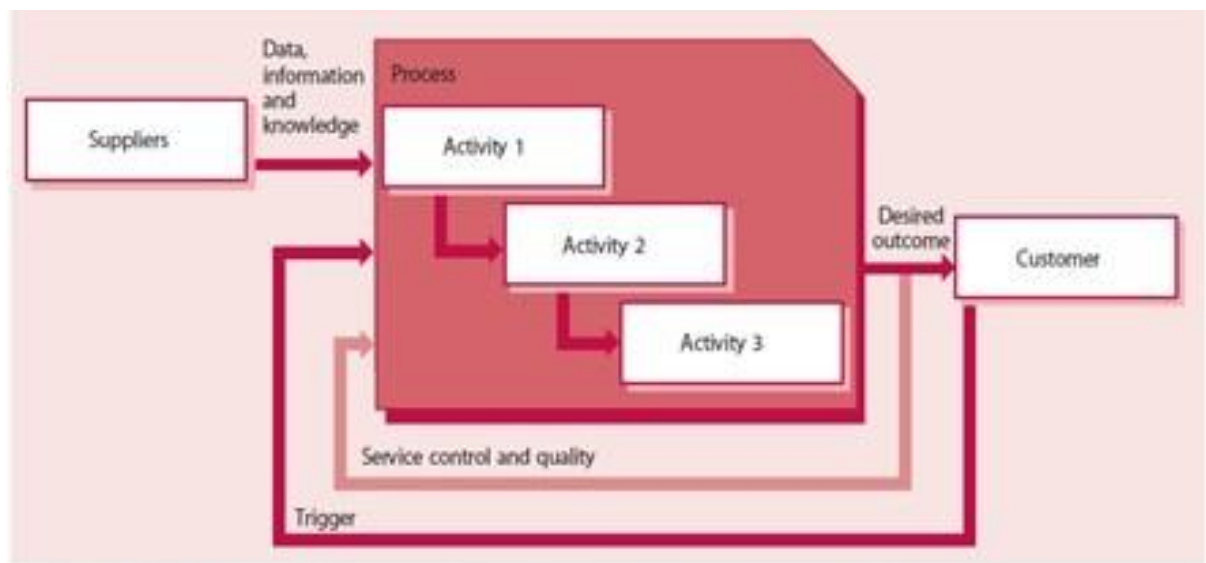 Data,
information
and
knowledge
Process
Suppliers
Activity 1
Activity 2
Desired
outcome
Customer
Activity 3
Service control and quality
Trigger